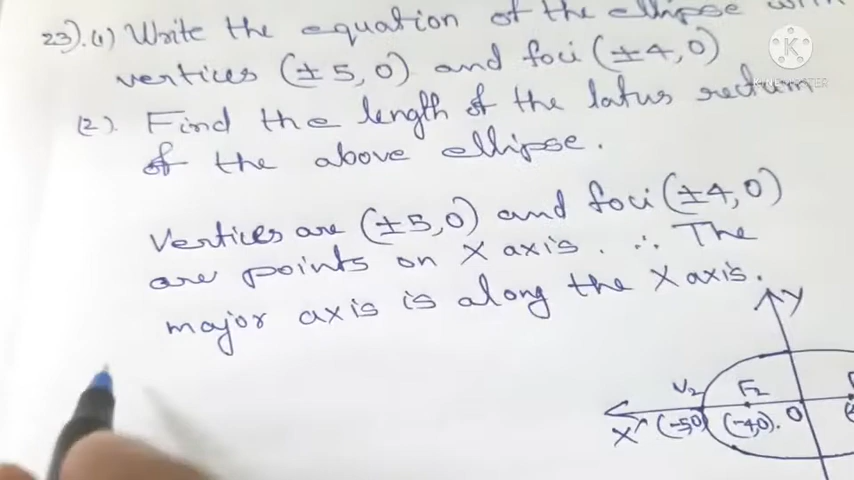 23).(1) Write the equation of the ellipse with
vertices (±5,0) and foci (±4,0)
(2). Find the length of the latus rectum
of the above ellipse.
Vertices are (±5,0) and foci (±4,0)
are points on X axis. ∴ The
major axis is along the X axis.
Y
V₂ F₂
X' (-5,0) (-4,0). O
K
KINEMASTER